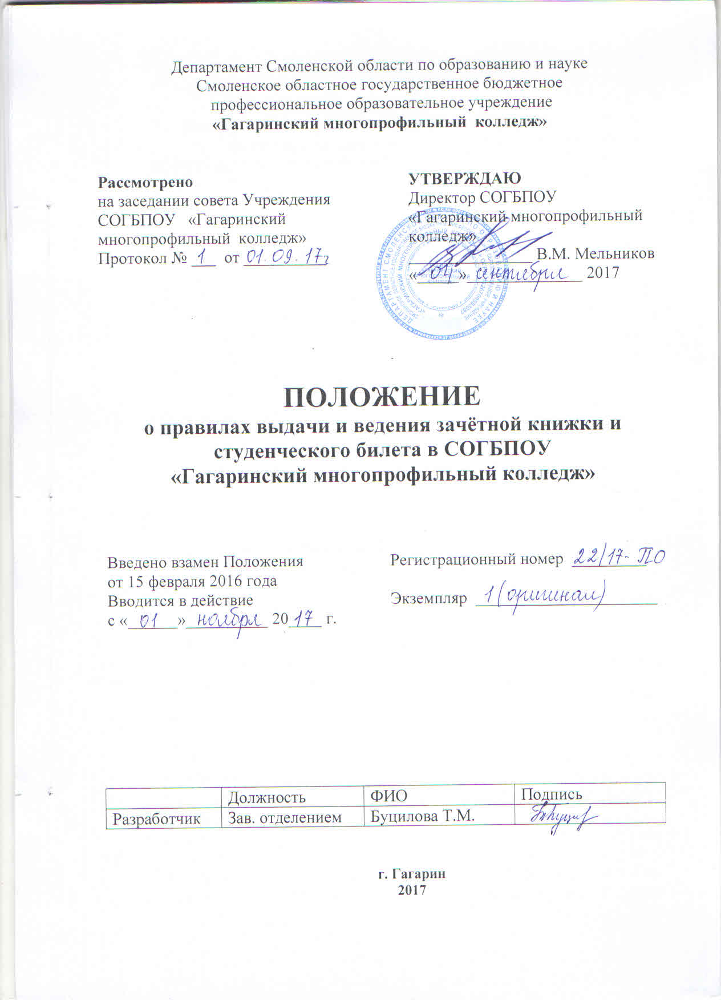 Департамент Смоленской области по образованию и науке
Смоленское областное государственное бюджетное
профессиональное образовательное учреждение
«Гагаринский многопрофильный колледж»
Рассмотрено
на заседании совета Учреждения
СОГБПОУ «Гагаринский
многопрофильный колледж»
Протокол № 1 от 01.09.17г
УТВЕРЖДАЮ
Директор СОГБПОУ
«Гагаринский многопрофильный
колледж»
В.М. Мельников
«04» сентября 2017
ПОЛОЖЕНИЕ
о правилах выдачи и ведения зачётной книжки и
студенческого билета в СОГБПОУ
«Гагаринский многопрофильный колледж»
Введено взамен Положения
от 15 февраля 2016 года
Вводится в действие
с «01» ноября 2017 г.
Регистрационный номер 22/17-ПО
Экземпляр 1 (оригинал)
Должность ФИО Подпись
Разработчик Зав. отделением Буцилова Т.М.
г. Гагарин
2017